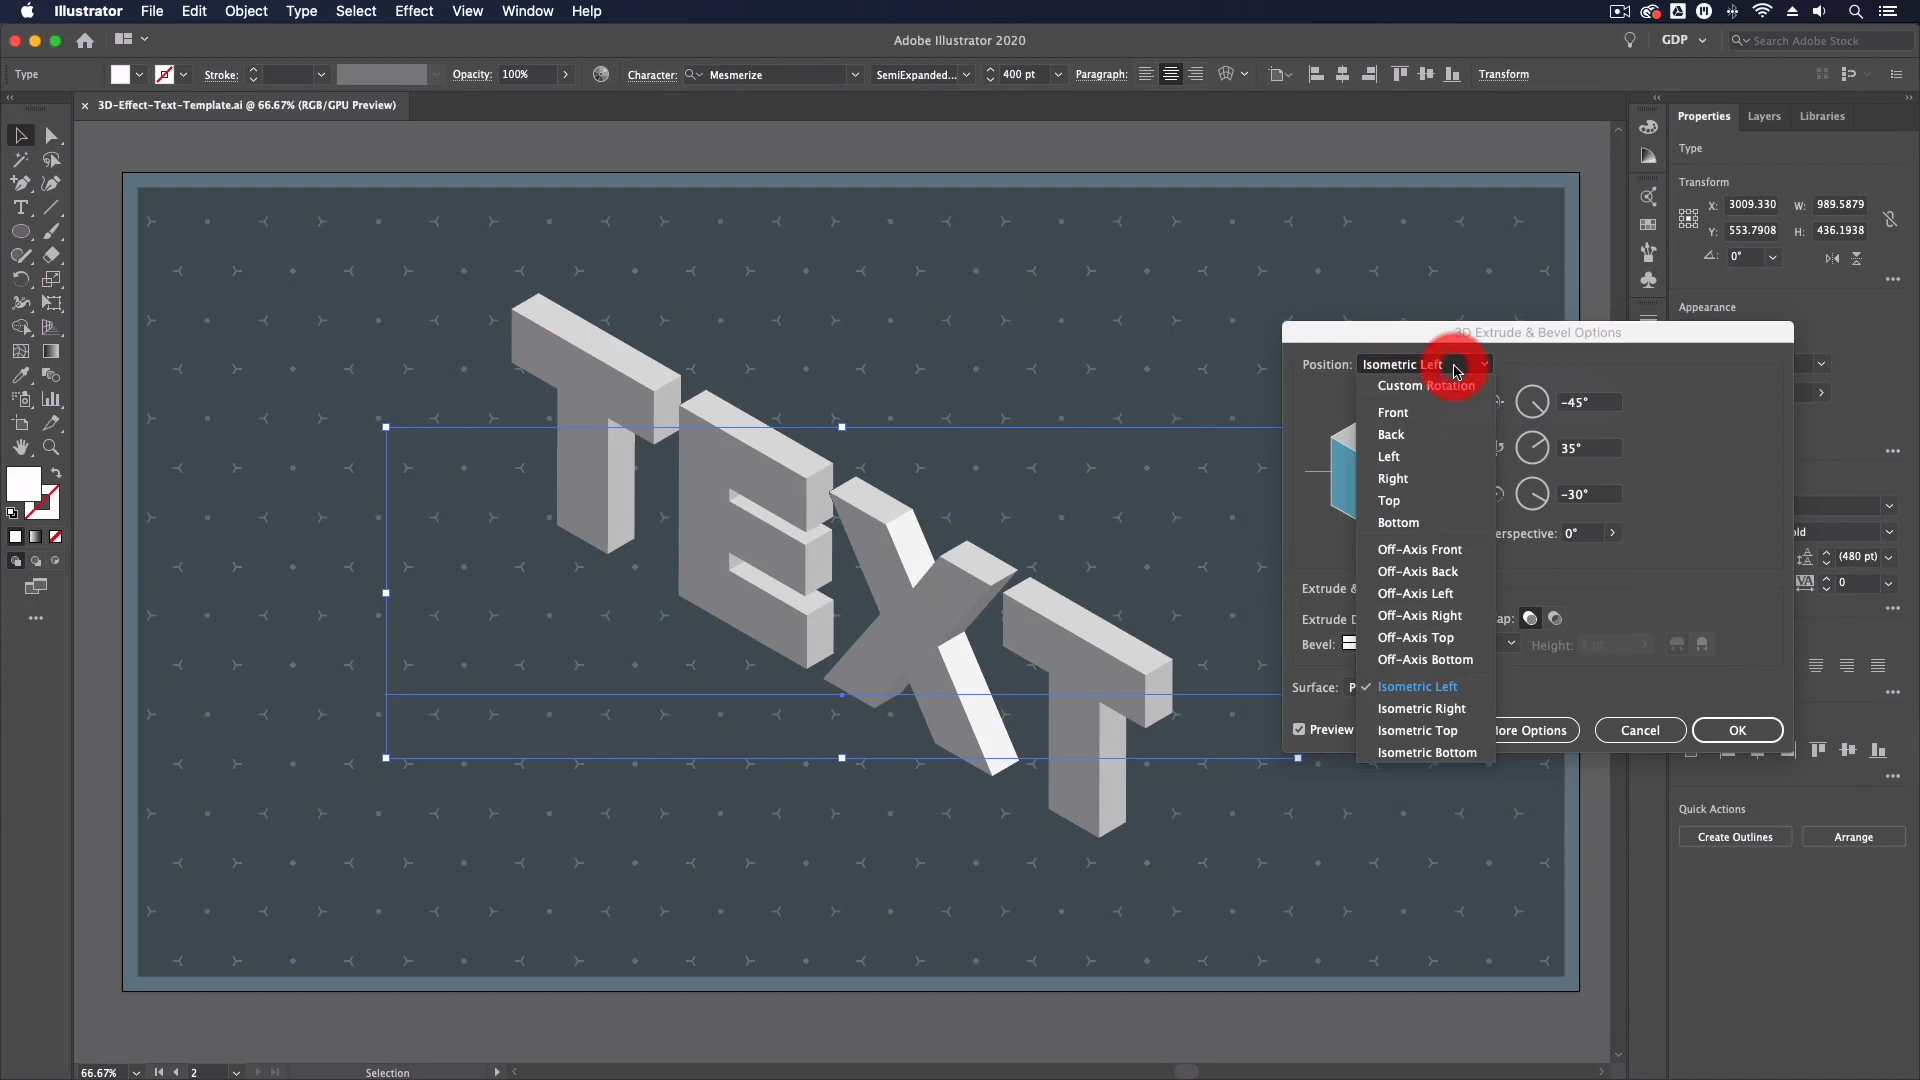 Illustrator File Edit Object Type Select Effect View Window Help
Adobe Illustrator 2020
GDP
Search Adobe Stock
Type
Stroke:
Opacity: 100%
Character: Mesmerize
SemiExpanded...
400 pt
Paragraph:
Transform
× 3D-Effect-Text-Template.ai @ 66.67% (RGB/GPU Preview)
Properties Layers Libraries
Type
Transform
X: 3009.330 W: 989.5879
Y: 553.7908 H: 436.1938
0°
Appearance
TEXT
3D Extrude & Bevel Options
Position: Isometric Left
Custom Rotation
Front
Back
Left
Right
Top
Bottom
Off-Axis Front
Off-Axis Back
Off-Axis Left
Off-Axis Right
Off-Axis Top
Off-Axis Bottom
Isometric Left
Isometric Right
Isometric Top
Isometric Bottom
-45°
35°
-30°
erspective: 0°
Extrude &
Extrude D
ap:
Bevel:
Height: 4 pt
Surface: P
Preview
ore Options
Cancel
OK
old
(480 pt)
0
Quick Actions
Create Outlines
Arrange
66.67%
2
Selection